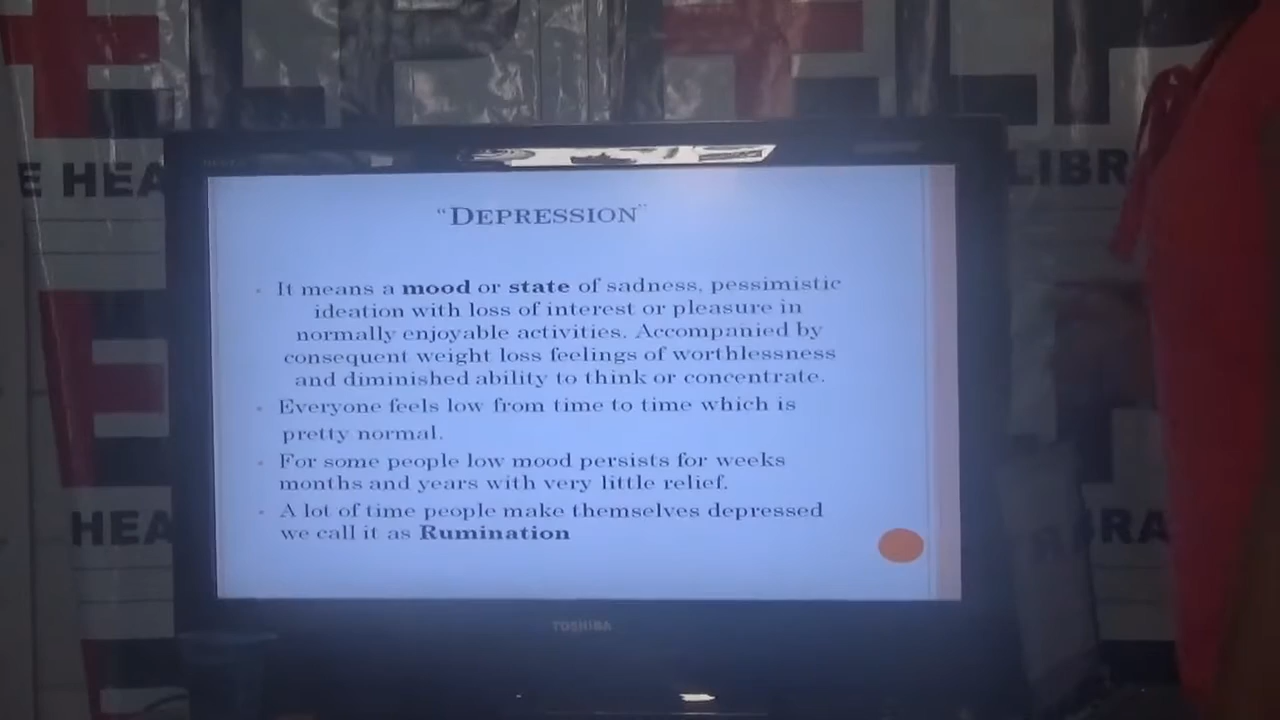 ELP ELP
E HEA
LIBR
"DEPRESSION"
It means a mood or state of sadness, pessimistic
ideation with loss of interest or pleasure in
normally enjoyable activities. Accompanied by
consequent weight loss feelings of worthlessness
and diminished ability to think or concentrate.
Everyone feels low from time to time which is
pretty normal.
For some people low mood persists for weeks
months and years with very little relief.
A lot of time people make themselves depressed
we call it as Rumination
HEA
BRA
TOSHIBA